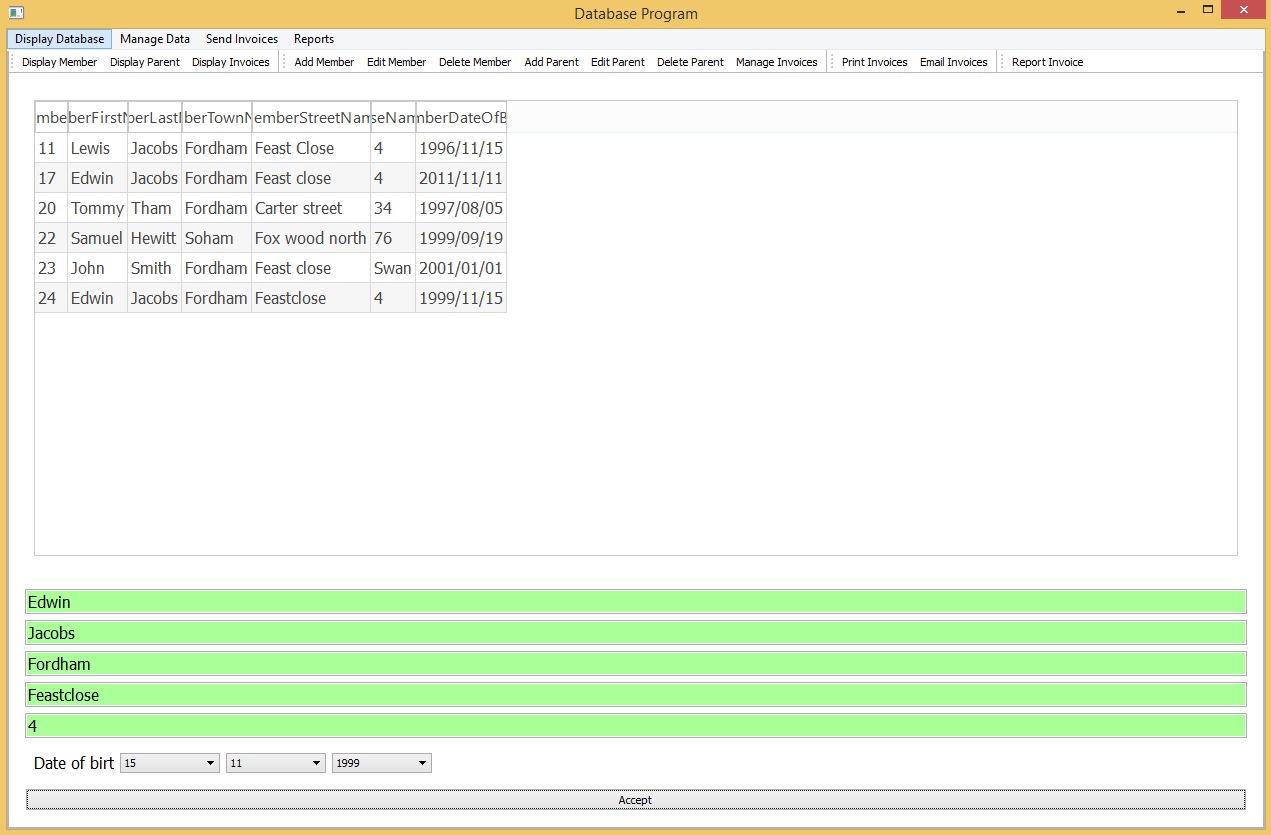 Database Program
Display Database Manage Data Send Invoices Reports
Display Member Display Parent Display Invoices Add Member Edit Member Delete Member Add Parent Edit Parent Delete Parent Manage Invoices Print Invoices Email Invoices Report Invoice
mbe berFirstN berLastI berTownN emberStreetNam seNam mberDateOfB
11 Lewis Jacobs Fordham Feast Close 4 1996/11/15
17 Edwin Jacobs Fordham Feast close 4 2011/11/11
20 Tommy Tham Fordham Carter street 34 1997/08/05
22 Samuel Hewitt Soham Fox wood north 76 1999/09/19
23 John Smith Fordham Feast close Swan 2001/01/01
24 Edwin Jacobs Fordham Feastclose 4 1999/11/15
Edwin
Jacobs
Fordham
Feastclose
4
Date of birt 15 11 1999
Accept